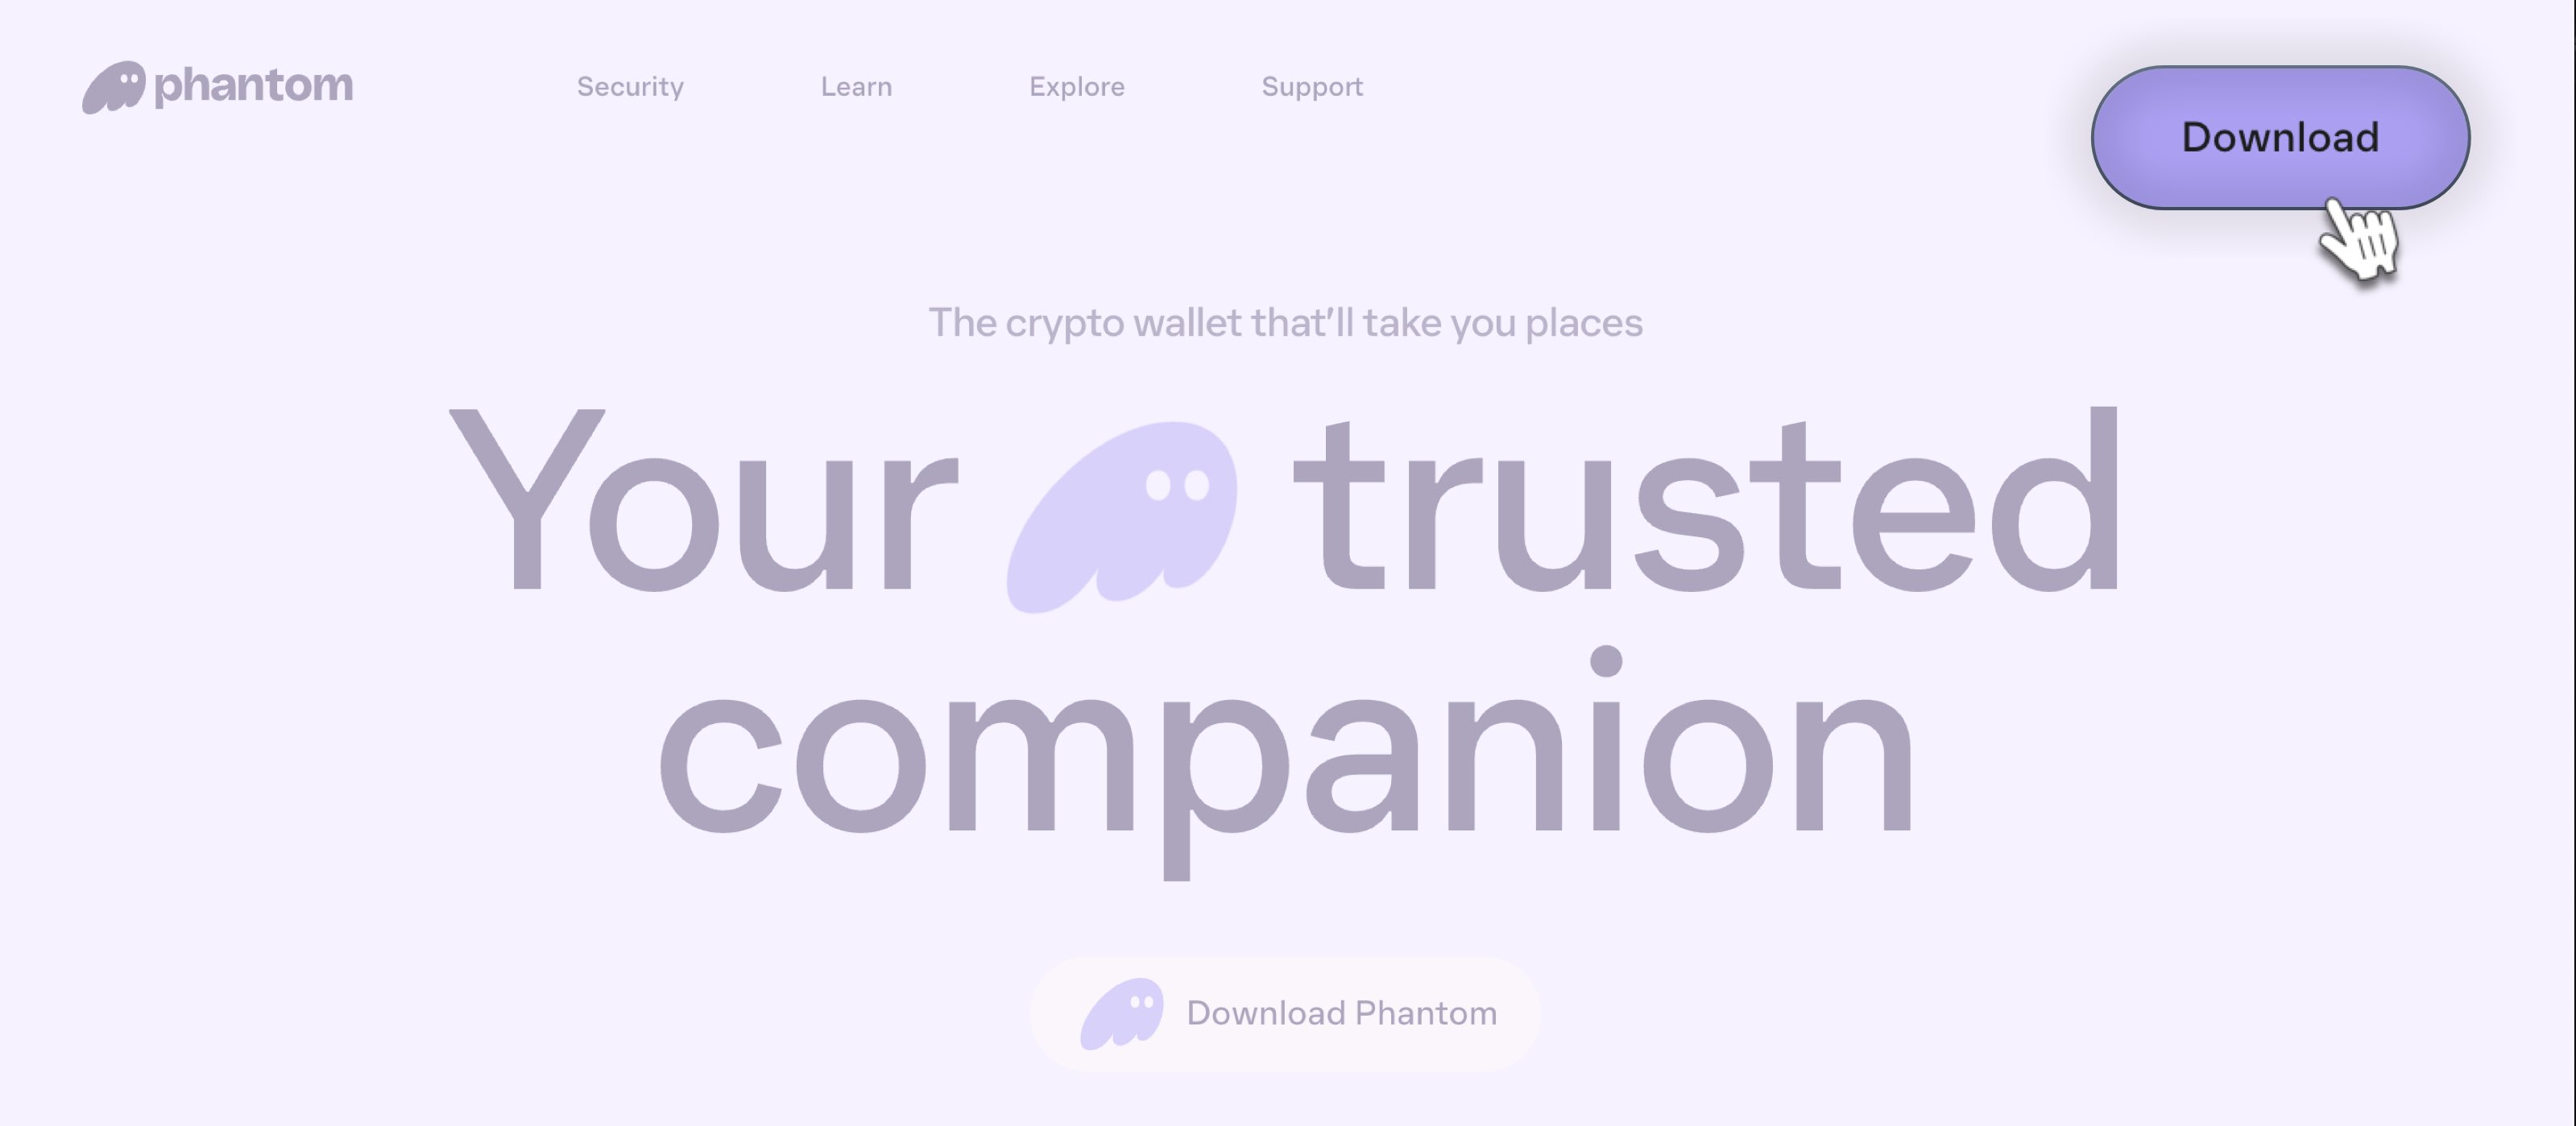 phantom
Security
Learn
Explore
Support
Download
The crypto wallet that'll take you places
Your trusted
companion
Download Phantom